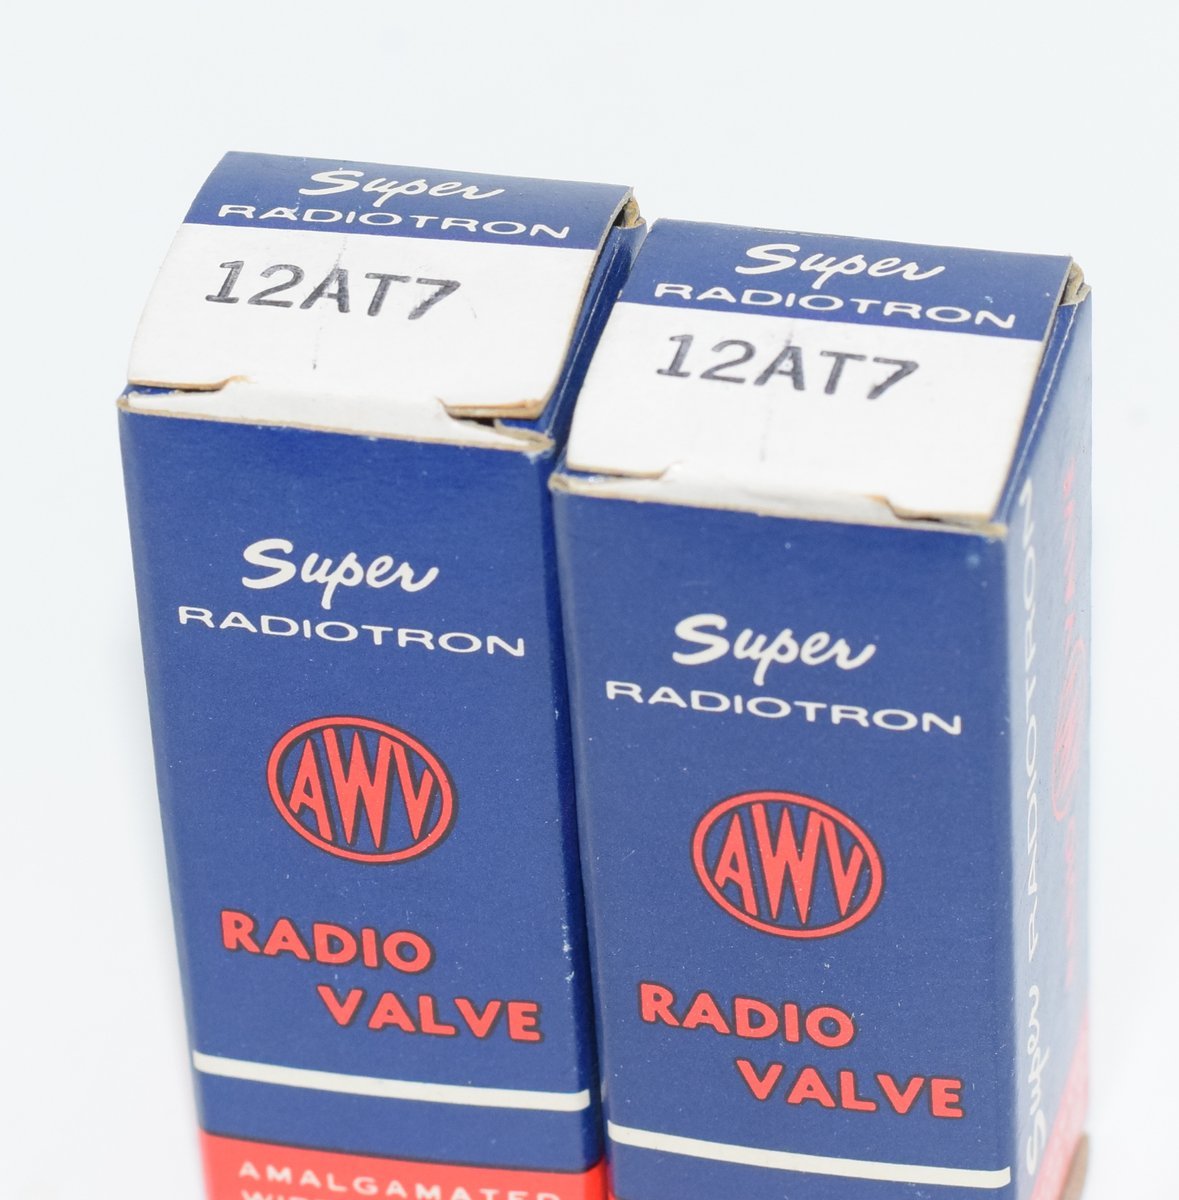 Super
RADIOTRON
12AT7
Super
RADIOTRON
AWV
RADIO
VALVE
AMALGAMATED
Super
RADIOTRON
12AT7
Super
RADIOTRON
AWV
RADIO
VALVE
Super RADIOTRON